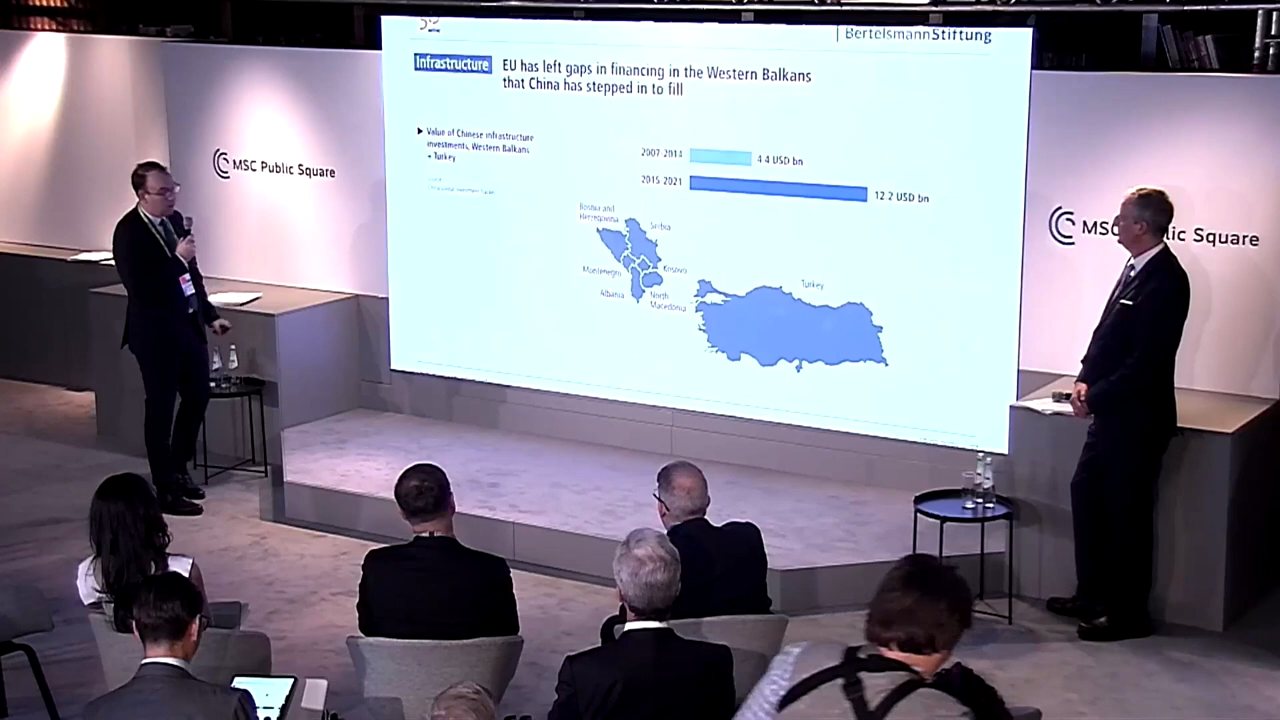 BertelsmannStiftung
Infrastructure
EU has left gaps in financing in the Western Balkans
that China has stepped in to fill
Value of Chinese infrastructure
investments, Western Balkans
+ Turkey
2007-2014
4.4 USD bn
2015-2021
12.2 USD bn
Bosnia and
Herzegovina
Serbia
Montenegro
Kosovo
Albania
North
Macedonia
Turkey
MSC Public Square
MSC Public Square